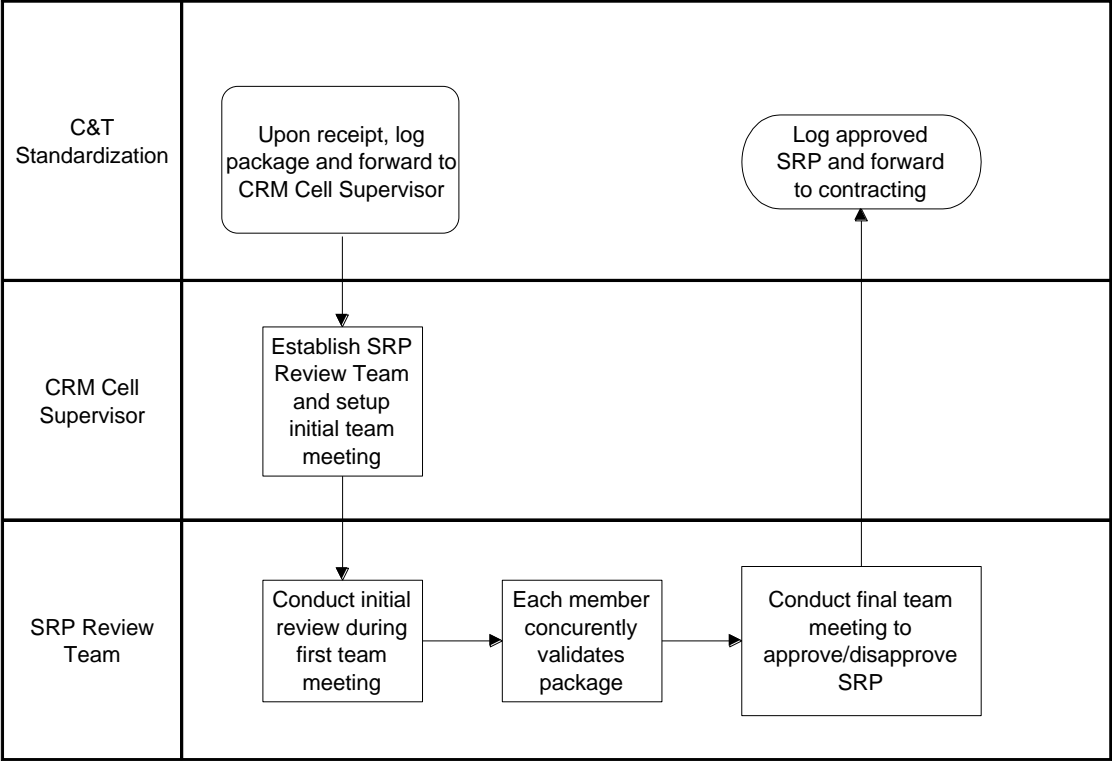 C&T
Standardization
Upon receipt, log
package and forward to
CRM Cell Supervisor
Log approved
SRP and forward
to contracting
CRM Cell
Supervisor
Establish SRP
Review Team
and setup
initial team
meeting
SRP Review
Team
Conduct initial
review during
first team
meeting
Each member
concurently
validates
package
Conduct final team
meeting to
approve/disapprove
SRP